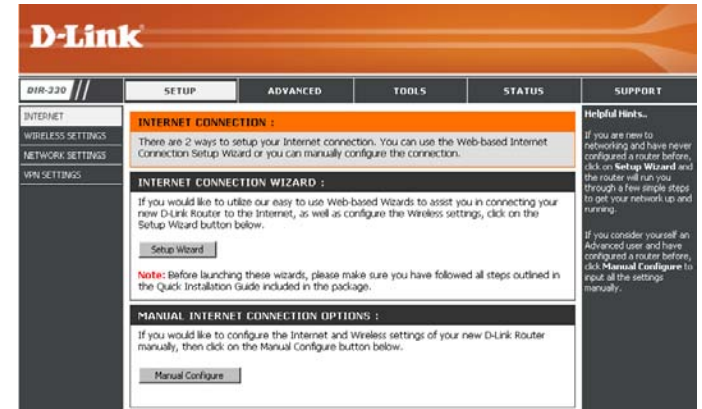 D-Link
DIR-330
SETUP
ADVANCED
TOOLS
STATUS
SUPPORT
INTERNET
WIRELESS SETTINGS
NETWORK SETTINGS
VPN SETTINGS
INTERNET CONNECTION :
There are 2 ways to setup your Internet connection. You can use the Web-based Internet
Connection Setup Wizard or you can manually configure the connection.
INTERNET CONNECTION WIZARD :
If you would like to utilize our easy to use Web-based Wizards to assist you in connecting your
new D-Link Router to the Internet, as well as configure the Wireless settings, click on the
Setup Wizard button below.
Setup Wizard
Note: Before launching these wizards, please make sure you have followed all steps outlined in
the Quick Installation Guide included in the package.
MANUAL INTERNET CONNECTION OPTIONS :
If you would like to configure the Internet and Wireless settings of your new D-Link Router
manually, then click on the Manual Configure button below.
Manual Configure
Helpful Hints..
If you are new to
networking and have never
configured a router before,
click on Setup Wizard and
the router will run you
through a few simple steps
to get your network up and
running.
If you consider yourself an
Advanced user and have
configured a router before,
click Manual Configure to
input all the settings
manually.